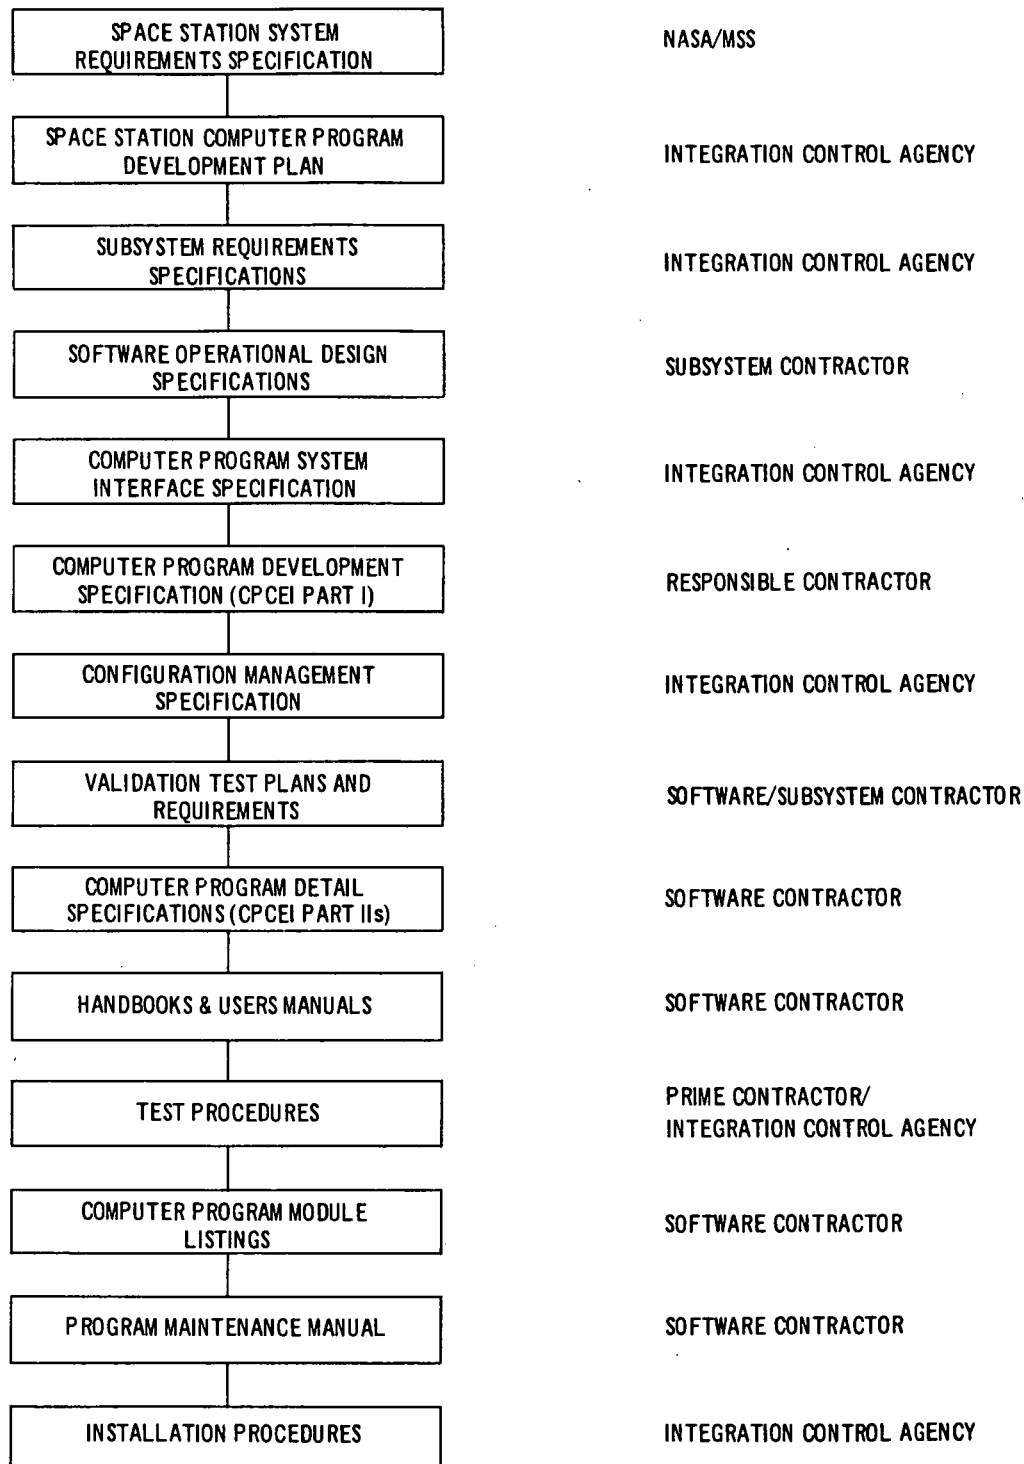 SPACE STATION SYSTEM
REQUIREMENTS SPECIFICATION
NASA/MSS
SPACE STATION COMPUTER PROGRAM
DEVELOPMENT PLAN
INTEGRATION CONTROL AGENCY
SUBSYSTEM REQUIREMENTS
SPECIFICATIONS
INTEGRATION CONTROL AGENCY
SOFTWARE OPERATIONAL DESIGN
SPECIFICATIONS
SUBSYSTEM CONTRACTOR
COMPUTER PROGRAM SYSTEM
INTERFACE SPECIFICATION
INTEGRATION CONTROL AGENCY
COMPUTER PROGRAM DEVELOPMENT
SPECIFICATION (CPCEI PART I)
RESPONSIBLE CONTRACTOR
CONFIGURATION MANAGEMENT
SPECIFICATION
INTEGRATION CONTROL AGENCY
VALIDATION TEST PLANS AND
REQUIREMENTS
SOFTWARE/SUBSYSTEM CONTRACTOR
COMPUTER PROGRAM DETAIL
SPECIFICATIONS (CPCEI PART IIs)
SOFTWARE CONTRACTOR
HANDBOOKS & USERS MANUALS
SOFTWARE CONTRACTOR
TEST PROCEDURES
PRIME CONTRACTOR/
INTEGRATION CONTROL AGENCY
COMPUTER PROGRAM MODULE
LISTINGS
SOFTWARE CONTRACTOR
PROGRAM MAINTENANCE MANUAL
SOFTWARE CONTRACTOR
INSTALLATION PROCEDURES
INTEGRATION CONTROL AGENCY